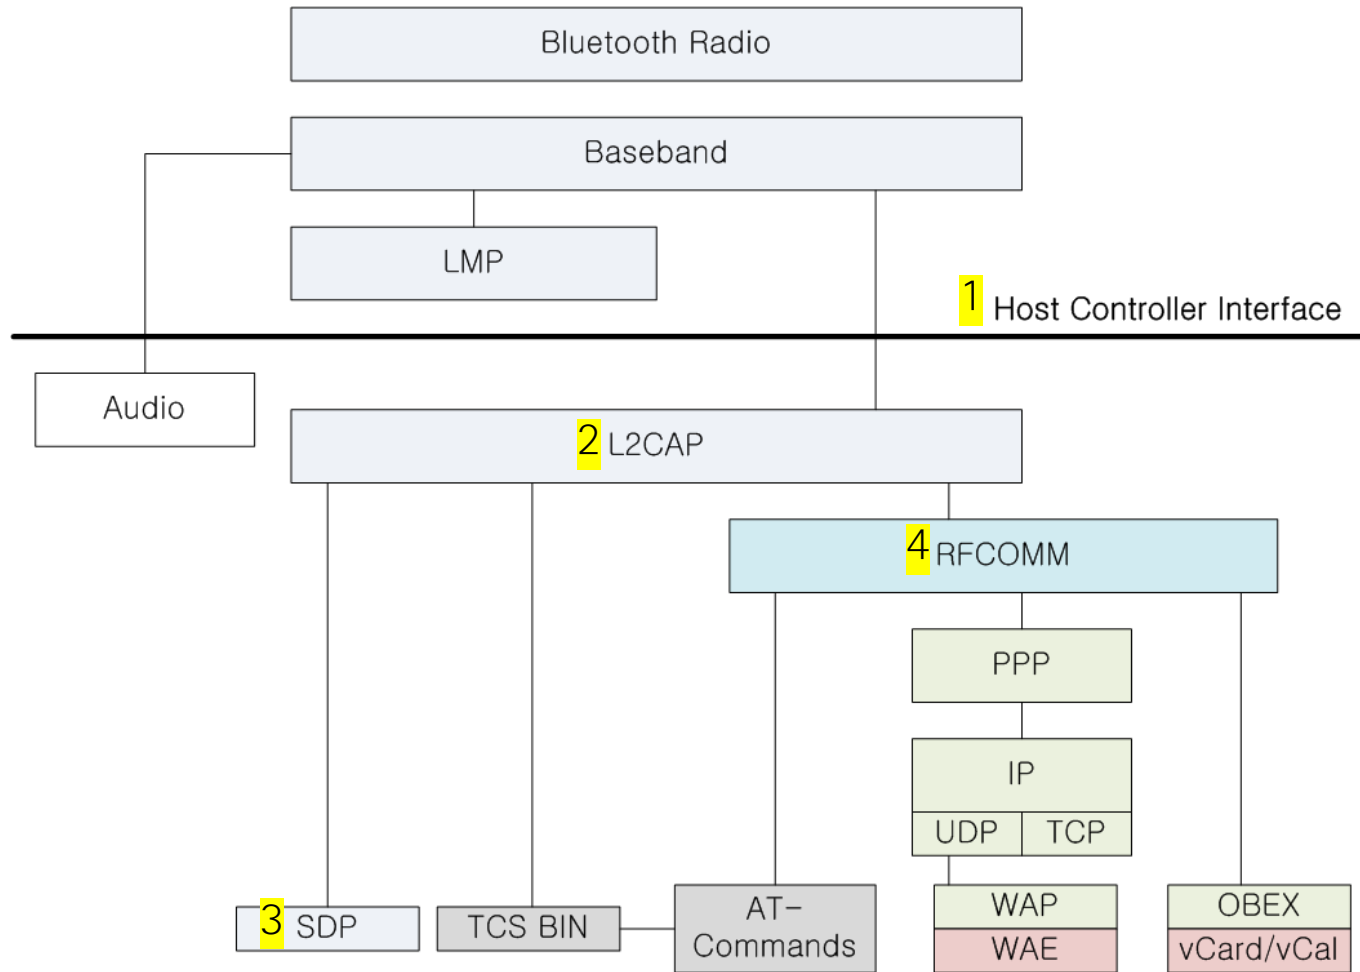 Bluetooth Radio
Baseband
LMP
1 Host Controller Interface
Audio
2 L2CAP
4 RFCOMM
PPP
IP
UDP TCP
3 SDP
TCS BIN
AT-
Commands
WAP
WAE
OBEX
vCard/vCal